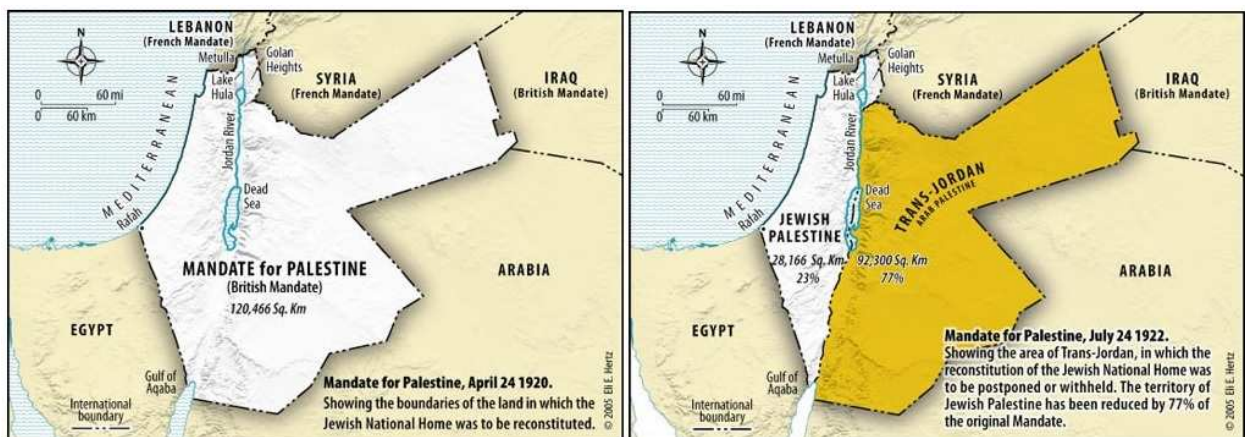 LEBANON
(French Mandate)
N
Metulla
Golan
Heights
Lake
Hula
SYRIA
(French Mandate)
IRAQ
(British Mandate)
0 60 mi
0 60 km
MEDITERRANEAN
Jordan River
Rafah
Dead
Sea
MANDATE for PALESTINE
(British Mandate)
120,466 Sq. Km
ARABIA
EGYPT
Gulf of
Aqaba
International
boundary
Mandate for Palestine, April 24 1920.
Showing the boundaries of the land in which the
Jewish National Home was to be reconstituted.
© 2005 Eli E. Hertz
LEBANON
(French Mandate)
N
Metulla
Golan
Heights
Lake
Hula
SYRIA
(French Mandate)
IRAQ
(British Mandate)
0 60 mi
0 60 km
MEDITERRANEAN
Jordan River
Rafah
Dead
Sea
TRANS-JORDAN
ARAB PALESTINE
JEWISH
PALESTINE
28,166 Sq. Km
23%
92,300 Sq. Km
77%
ARABIA
EGYPT
Gulf of
Aqaba
International
boundary
Mandate for Palestine, July 24 1922.
Showing the area of Trans-Jordan, in which the
reconstitution of the Jewish National Home was
to be postponed or withheld. The territory of
Jewish Palestine has been reduced by 77% of
the original Mandate.
© 2005 Eli E. Hertz